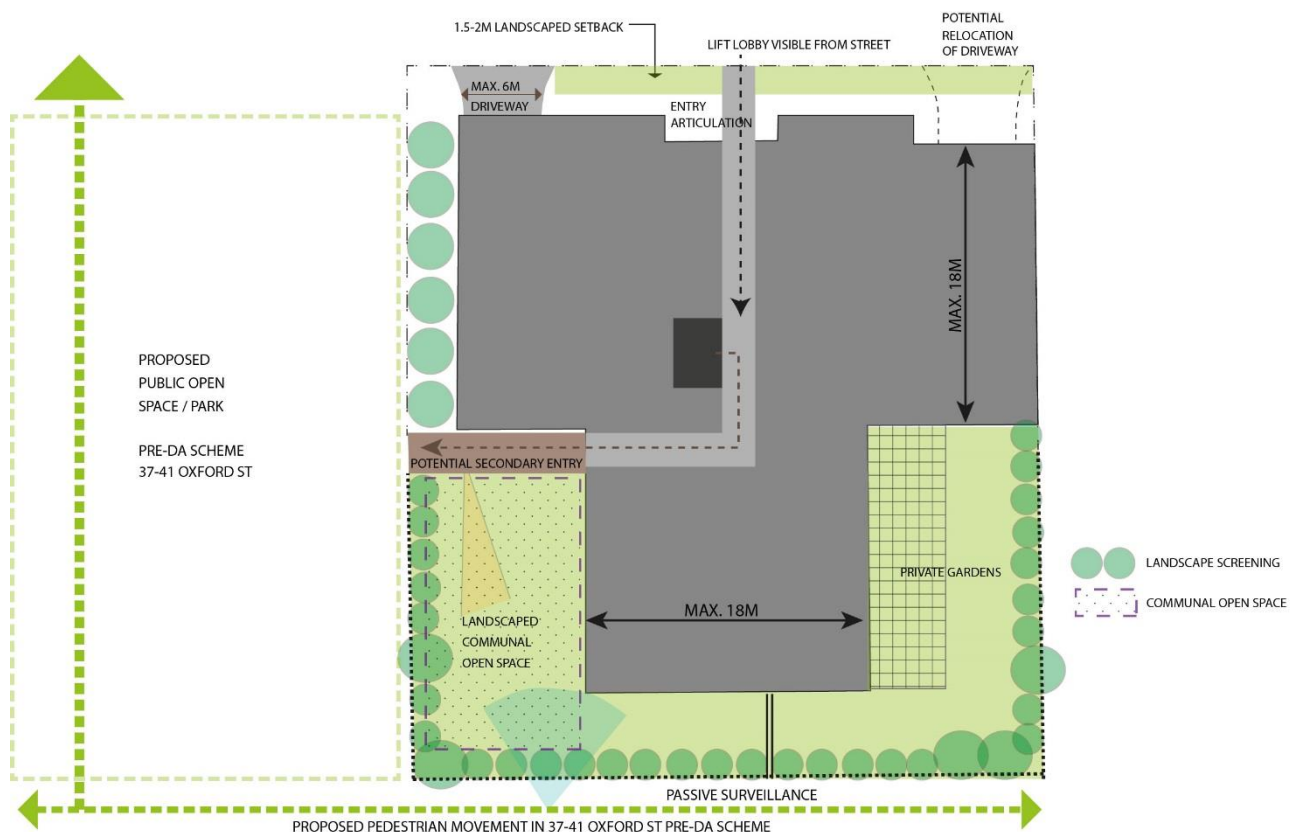 1.5-2M LANDSCAPED SETBACK
LIFT LOBBY VISIBLE FROM STREET
POTENTIAL
RELOCATION
OF DRIVEWAY
MAX. 6M
DRIVEWAY
ENTRY
ARTICULATION
MAX. 18M
PROPOSED
PUBLIC OPEN
SPACE / PARK
PRE-DA SCHEME
37-41 OXFORD ST
POTENTIAL SECONDARY ENTRY
PRIVATE GARDENS
LANDSCAPE SCREENING
COMMUNAL OPEN SPACE
MAX. 18M
LANDSCAPED
COMMUNAL
OPEN SPACE
PASSIVE SURVEILLANCE
PROPOSED PEDESTRIAN MOVEMENT IN 37-41 OXFORD ST PRE-DA SCHEME